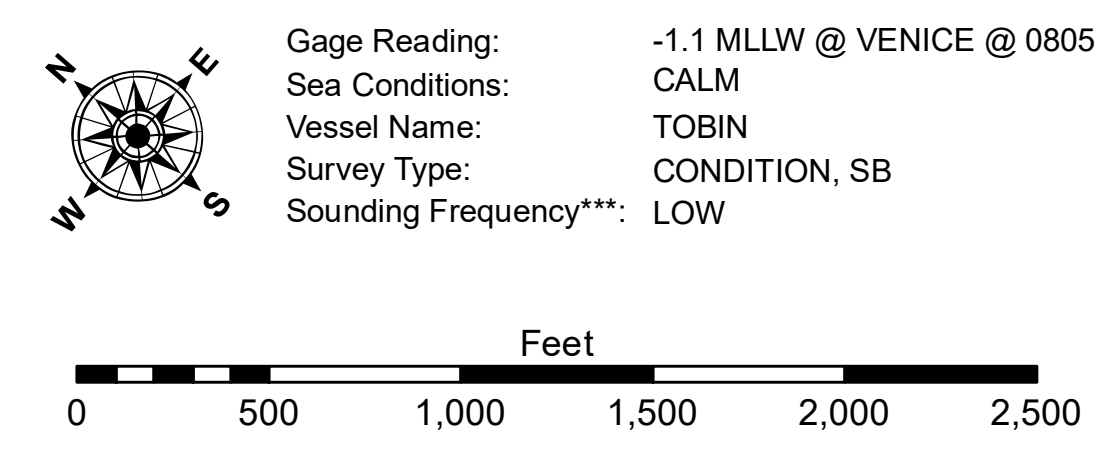 N E
W S
Gage Reading: -1.1 MLLW @ VENICE @ 0805
Sea Conditions: CALM
Vessel Name: TOBIN
Survey Type: CONDITION, SB
Sounding Frequency***: LOW
Feet
0 500 1,000 1,500 2,000 2,500